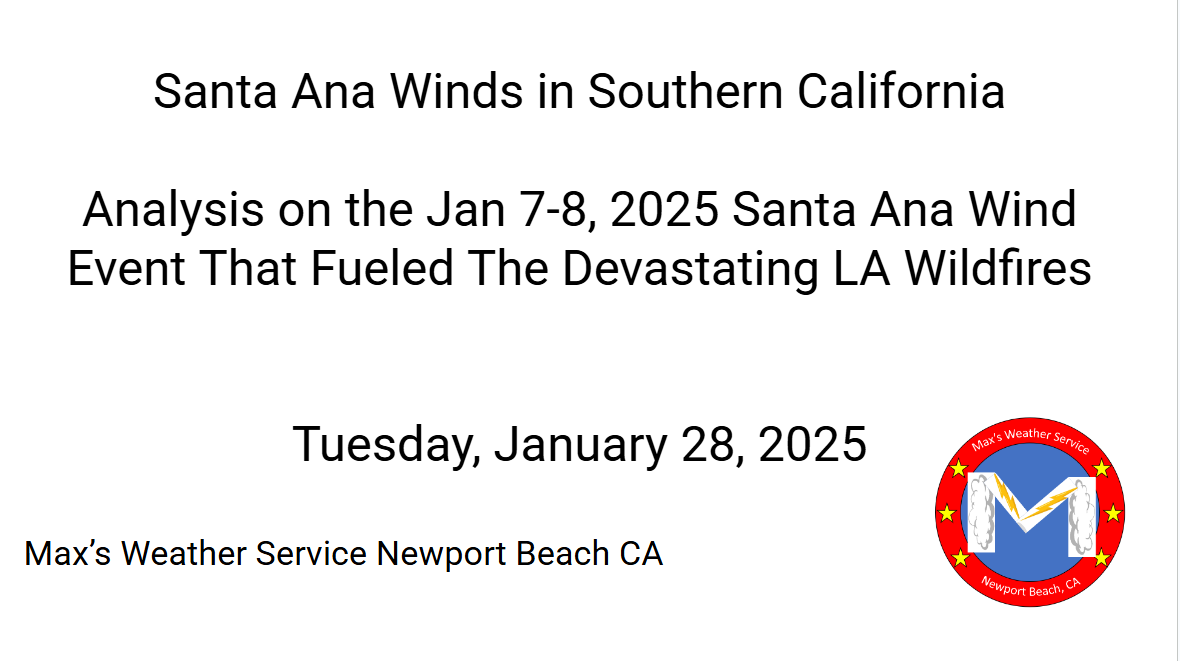 Santa Ana Winds in Southern California
Analysis on the Jan 7-8, 2025 Santa Ana Wind
Event That Fueled The Devastating LA Wildfires
Tuesday, January 28, 2025
Max’s Weather Service Newport Beach CA
Max's Weather Service
M
Newport Beach, CA